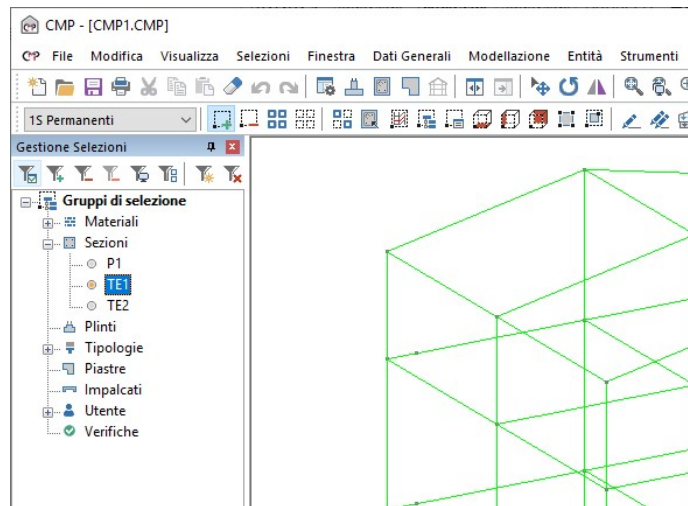 CMP - [CMP1.CMP]
File Modifica Visualizza Selezioni Finestra Dati Generali Modellazione Entità Strumenti
1S Permanenti
Gestione Selezioni
Gruppi di selezione
Materiali
Sezioni
P1
TE1
TE2
Plinti
Tipologie
Piastre
Impalcati
Utente
Verifiche